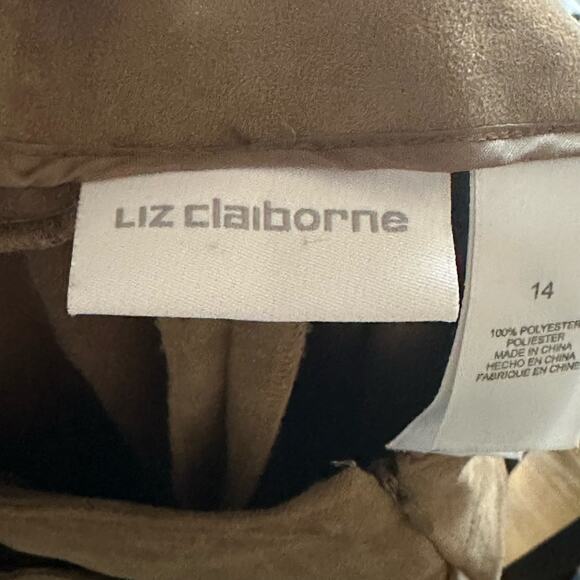 LIZ claiborne
14
100% POLYESTER
POLIESTER
MADE IN CHINA
HECHO EN CHINA
FABRIQUE EN CHINE